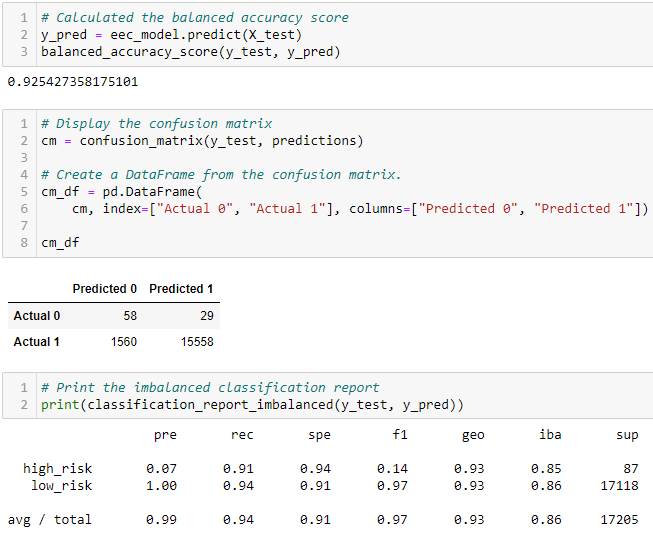 1 # Calculated the balanced accuracy score
2 y_pred = eec_model.predict(X_test)
3 balanced_accuracy_score(y_test, y_pred)
0.925427358175101
1 # Display the confusion matrix
2 cm = confusion_matrix(y_test, predictions)
3
4 # Create a DataFrame from the confusion matrix.
5 cm_df = pd.DataFrame(
6     cm, index=["Actual 0", "Actual 1"], columns=["Predicted 0", "Predicted 1"])
7
8 cm_df
Predicted 0 Predicted 1
Actual 0 58 29
Actual 1 1560 15558
1 # Print the imbalanced classification report
2 print(classification_report_imbalanced(y_test, y_pred))
pre rec spe f1 geo iba sup
high_risk 0.07 0.91 0.94 0.14 0.93 0.85 87
low_risk 1.00 0.94 0.91 0.97 0.93 0.86 17118
avg / total 0.99 0.94 0.91 0.97 0.93 0.86 17205